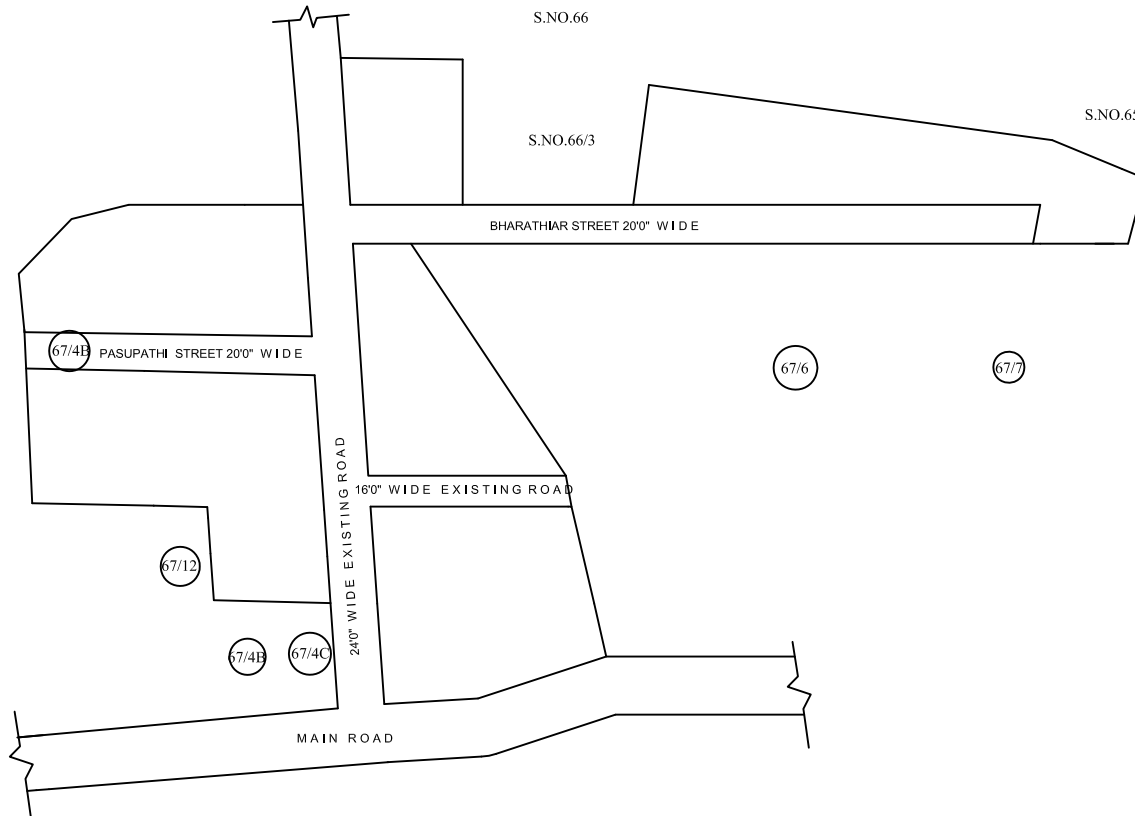 S.NO.66
S.NO.65
S.NO.66/3
BHARATHIAR STREET 20'0" WIDE
67/4B
PASUPATHI STREET 20'0" WIDE
67/6
67/7
16'0" WIDE EXISTING ROAD
24'0" WIDE EXISTING ROAD
67/12
67/4B
67/4C
MAIN ROAD